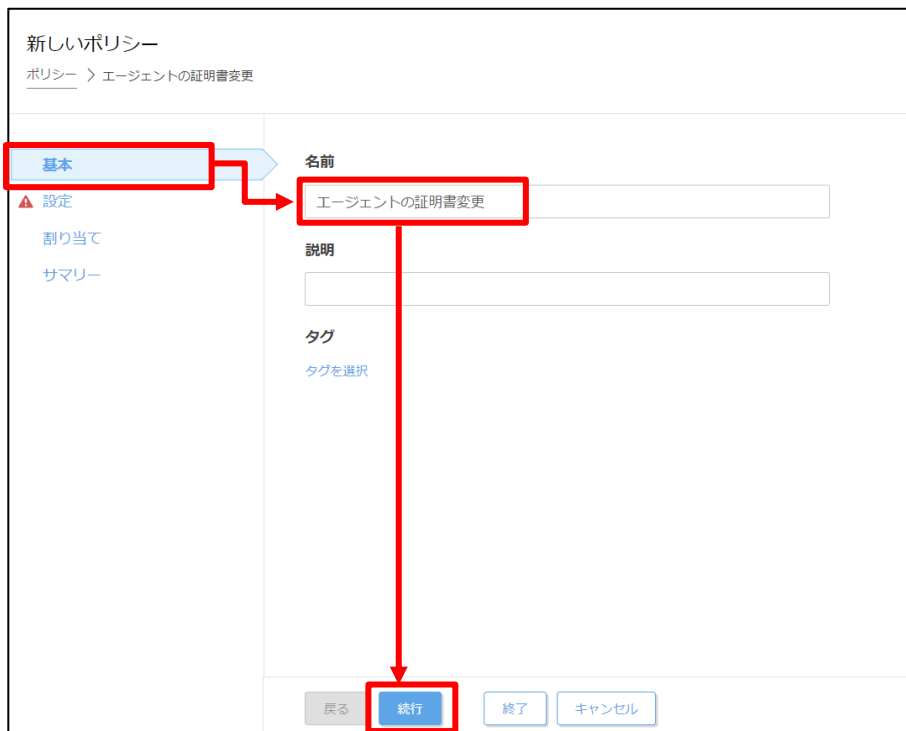 新しいポリシー
ポリシー > エージェントの証明書変更
基本
設定
割り当て
サマリー
名前
エージェントの証明書変更
説明
タグ
タグを選択
戻る 続行 終了 キャンセル